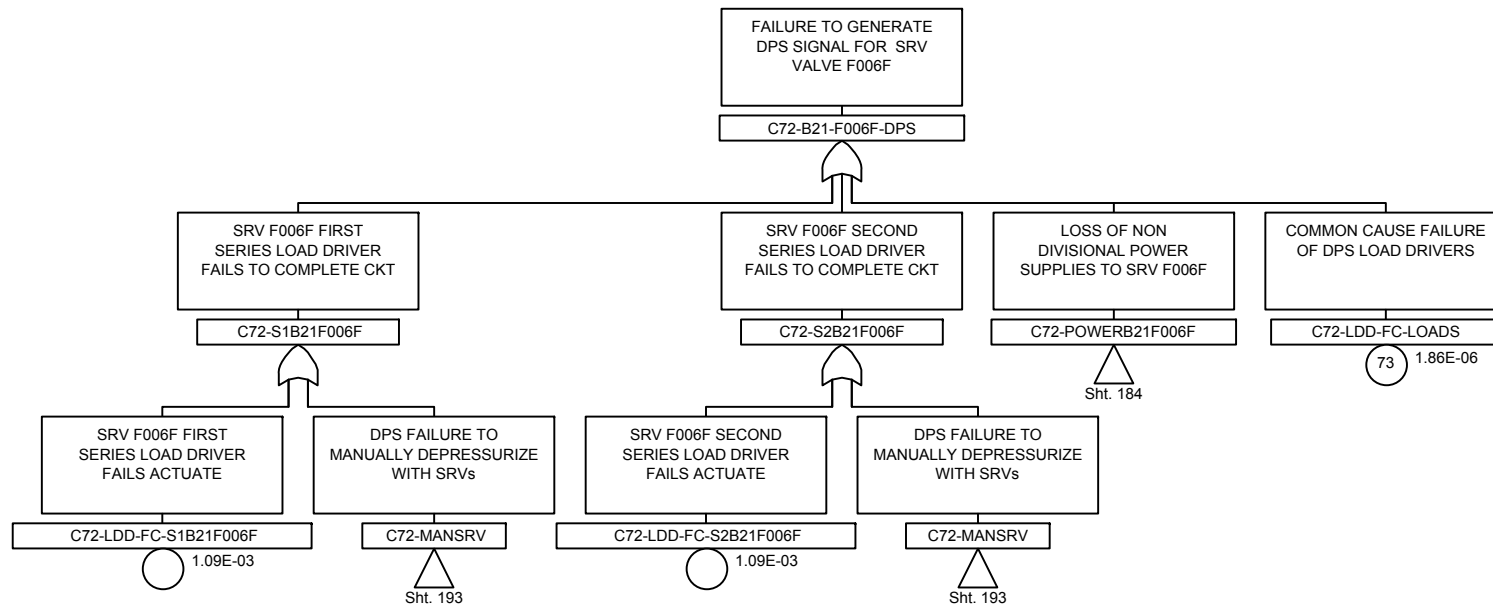 FAILURE TO GENERATE
DPS SIGNAL FOR SRV
VALVE F006F
C72-B21-F006F-DPS
SRV F006F FIRST
SERIES LOAD DRIVER
FAILS TO COMPLETE CKT
C72-S1B21F006F
SRV F006F SECOND
SERIES LOAD DRIVER
FAILS TO COMPLETE CKT
C72-S2B21F006F
LOSS OF NON
DIVISIONAL POWER
SUPPLIES TO SRV F006F
C72-POWERB21F006F
Sht. 184
COMMON CAUSE FAILURE
OF DPS LOAD DRIVERS
C72-LDD-FC-LOADS
73
1.86E-06
SRV F006F FIRST
SERIES LOAD DRIVER
FAILS ACTUATE
C72-LDD-FC-S1B21F006F
1.09E-03
DPS FAILURE TO
MANUALLY DEPRESSURIZE
WITH SRVs
C72-MANSRV
Sht. 193
SRV F006F SECOND
SERIES LOAD DRIVER
FAILS ACTUATE
C72-LDD-FC-S2B21F006F
1.09E-03
DPS FAILURE TO
MANUALLY DEPRESSURIZE
WITH SRVs
C72-MANSRV
Sht. 193